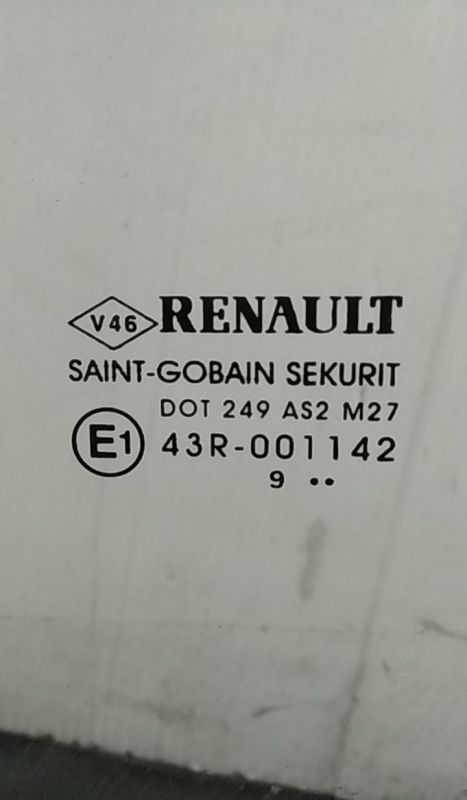 V46 RENAULT
SAINT-GOBAIN SEKURIT
DOT 249 AS2 M27
E1 43R-001142
9 ••